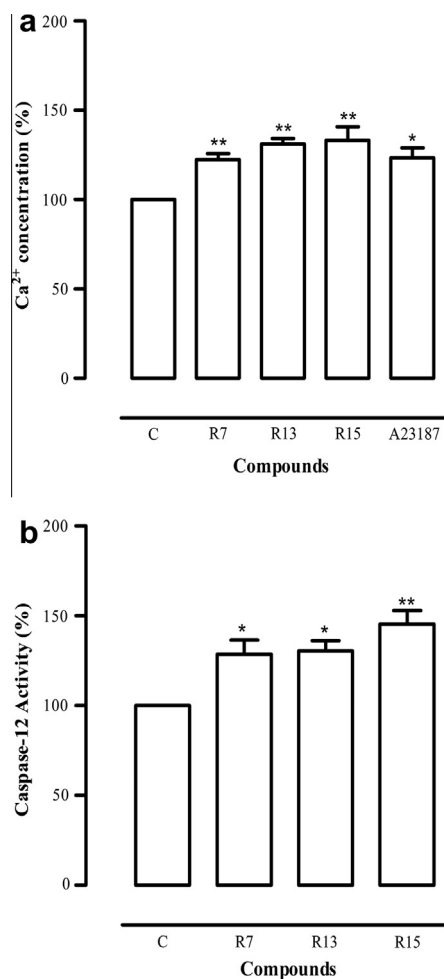 a
200
150
100
50
0
Ca2+ concentration (%)
** ** ** *
C R7 R13 R15 A23187
Compounds
b
200
150
100
50
0
Caspase-12 Activity (%)
* * **
C R7 R13 R15
Compounds